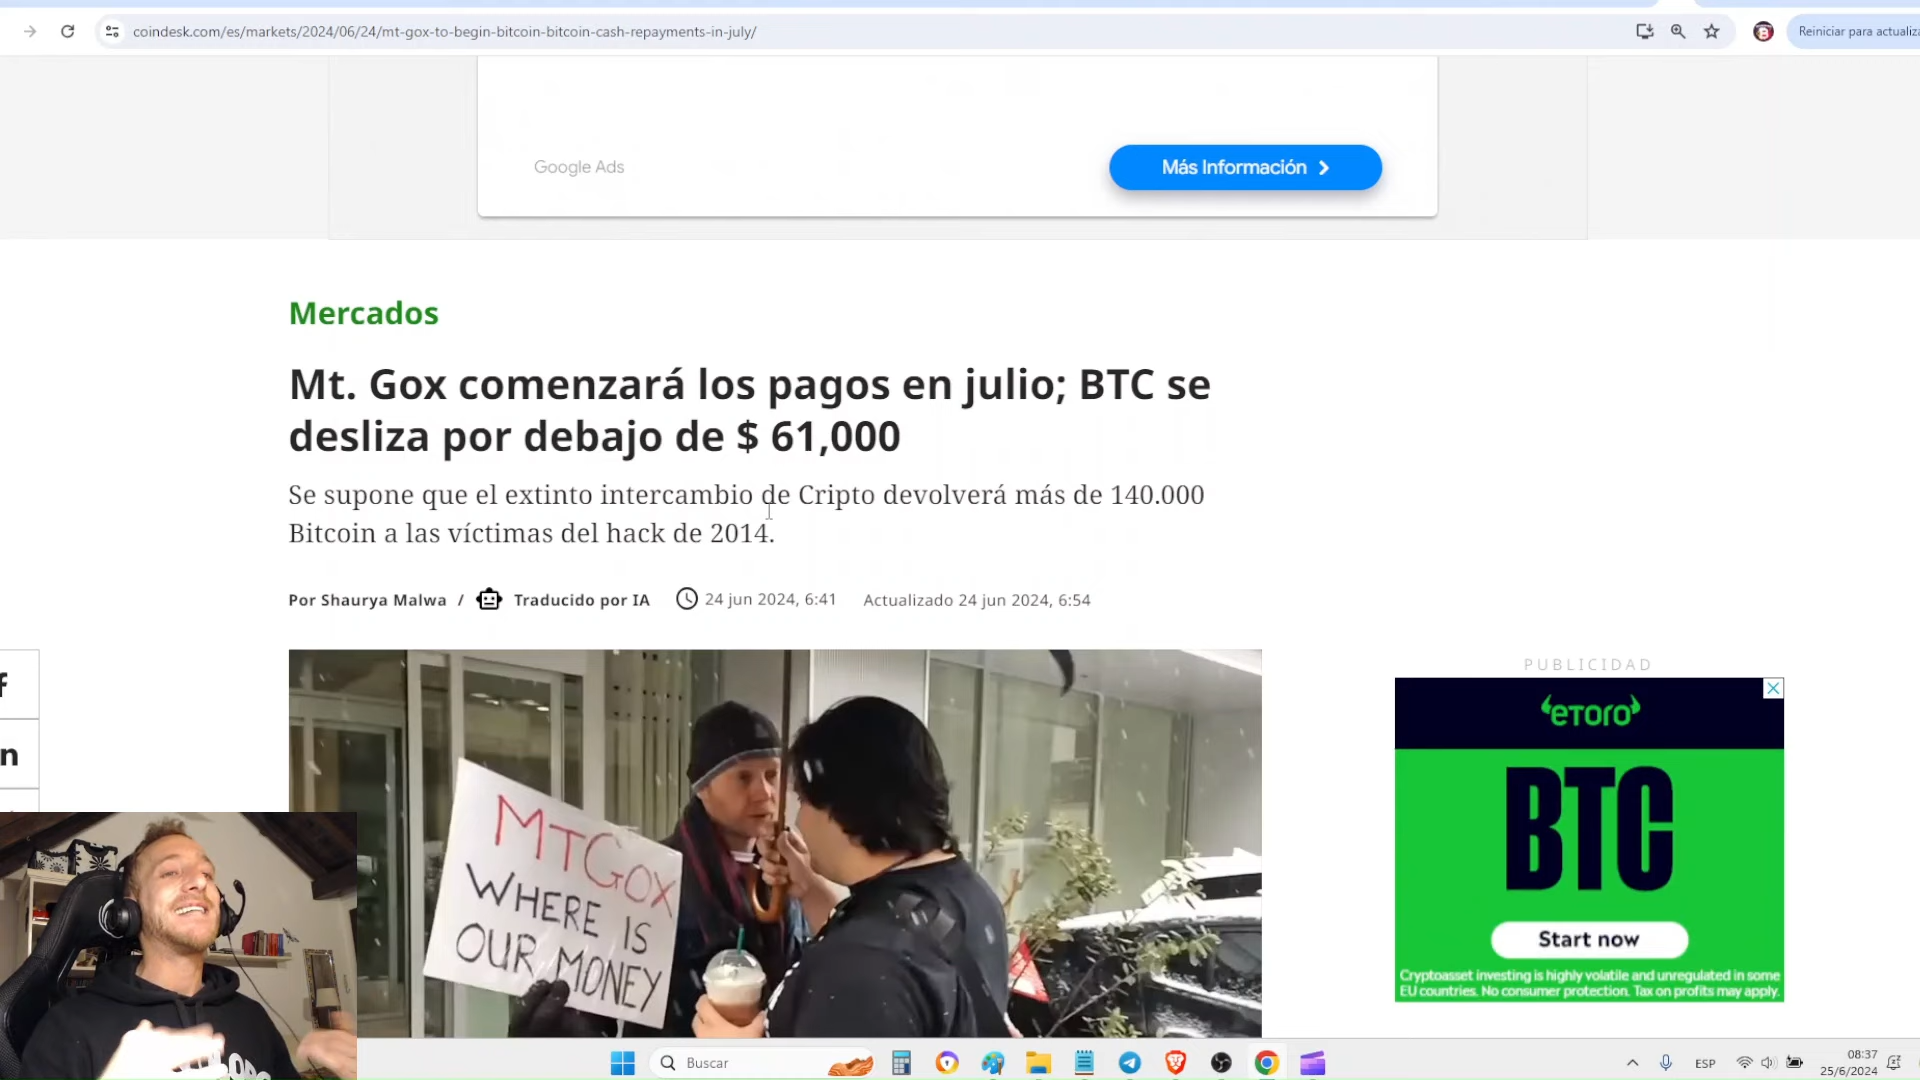 coindesk.com/es/markets/2024/06/24/mt-gox-to-begin-bitcoin-bitcoin-cash-repayments-in-july/
Reiniciar para actualiza
Google Ads
Más Información
Mercados
Mt. Gox comenzará los pagos en julio; BTC se
desliza por debajo de $ 61,000
Se supone que el extinto intercambio de Cripto devolverá más de 140.000
Bitcoin a las víctimas del hack de 2014.
Por Shaurya Malwa / Traducido por IA 24 jun 2024, 6:41 Actualizado 24 jun 2024, 6:54
f
n
MTGOX
WHERE IS
OUR MONEY
PUBLICIDAD
eToro
BTC
Start now
Cryptoasset investing is highly volatile and unregulated in some
EU countries. No consumer protection. Tax on profits may apply.
Buscar
ESP
08:37
25/6/2024